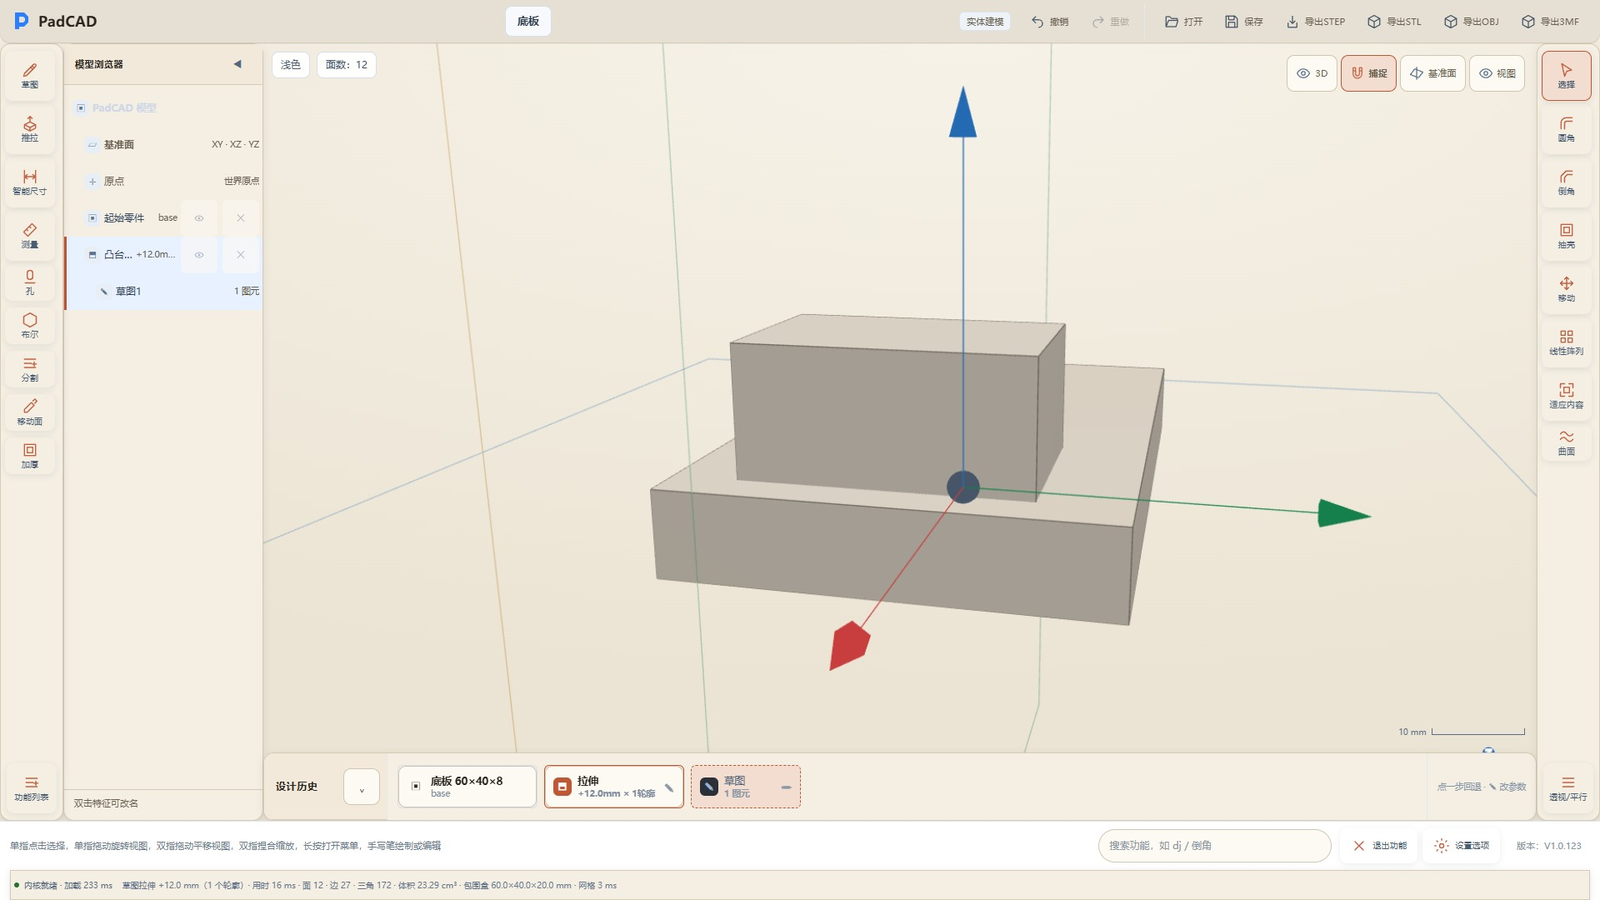 PadCAD
底板
实体建模
撤销
重做
打开
保存
导出STEP
导出STL
导出OBJ
导出3MF
草图
推拉
智能尺寸
测量
孔
布尔
分割
移动面
加厚
功能列表
模型浏览器
PadCAD 模型
基准面 XY · XZ · YZ
原点 世界原点
起始零件 base
凸台... +12.0m...
草图1 1 图元
双击特征可改名
浅色
面数：12
3D
捕捉
基准面
视图
10 mm
选择
圆角
倒角
抽壳
移动
线性阵列
适应内容
曲面
透视/平行
设计历史
底板 60×40×8
base
拉伸
+12.0mm × 1轮廓
草图
1 图元
点一步回退 · 改参数
单指点击选择，单指拖动旋转视图，双指拖动平移视图，双指捏合缩放，长按打开菜单，手写笔绘制或编辑
搜索功能，如 dj / 倒角
退出功能
设置选项
版本：V1.0.123
内核就绪 · 加载 233 ms 草图拉伸 +12.0 mm（1 个轮廓）· 用时 16 ms · 面 12 · 边 27 · 三角 172 · 体积 23.29 cm³ · 包围盒 60.0×40.0×20.0 mm · 网格 3 ms